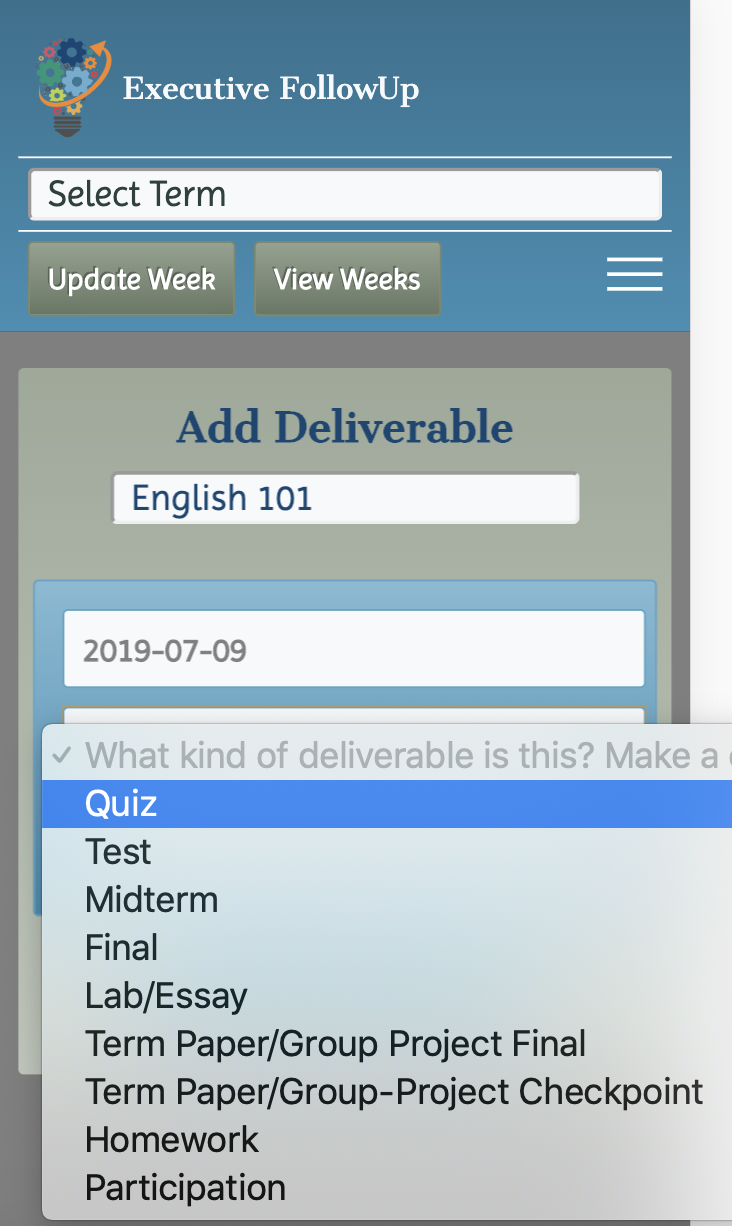 Executive FollowUp
Select Term
Update Week
View Weeks
Add Deliverable
English 101
2019-07-09
✓ What kind of deliverable is this? Make a
Quiz
Test
Midterm
Final
Lab/Essay
Term Paper/Group Project Final
Term Paper/Group-Project Checkpoint
Homework
Participation